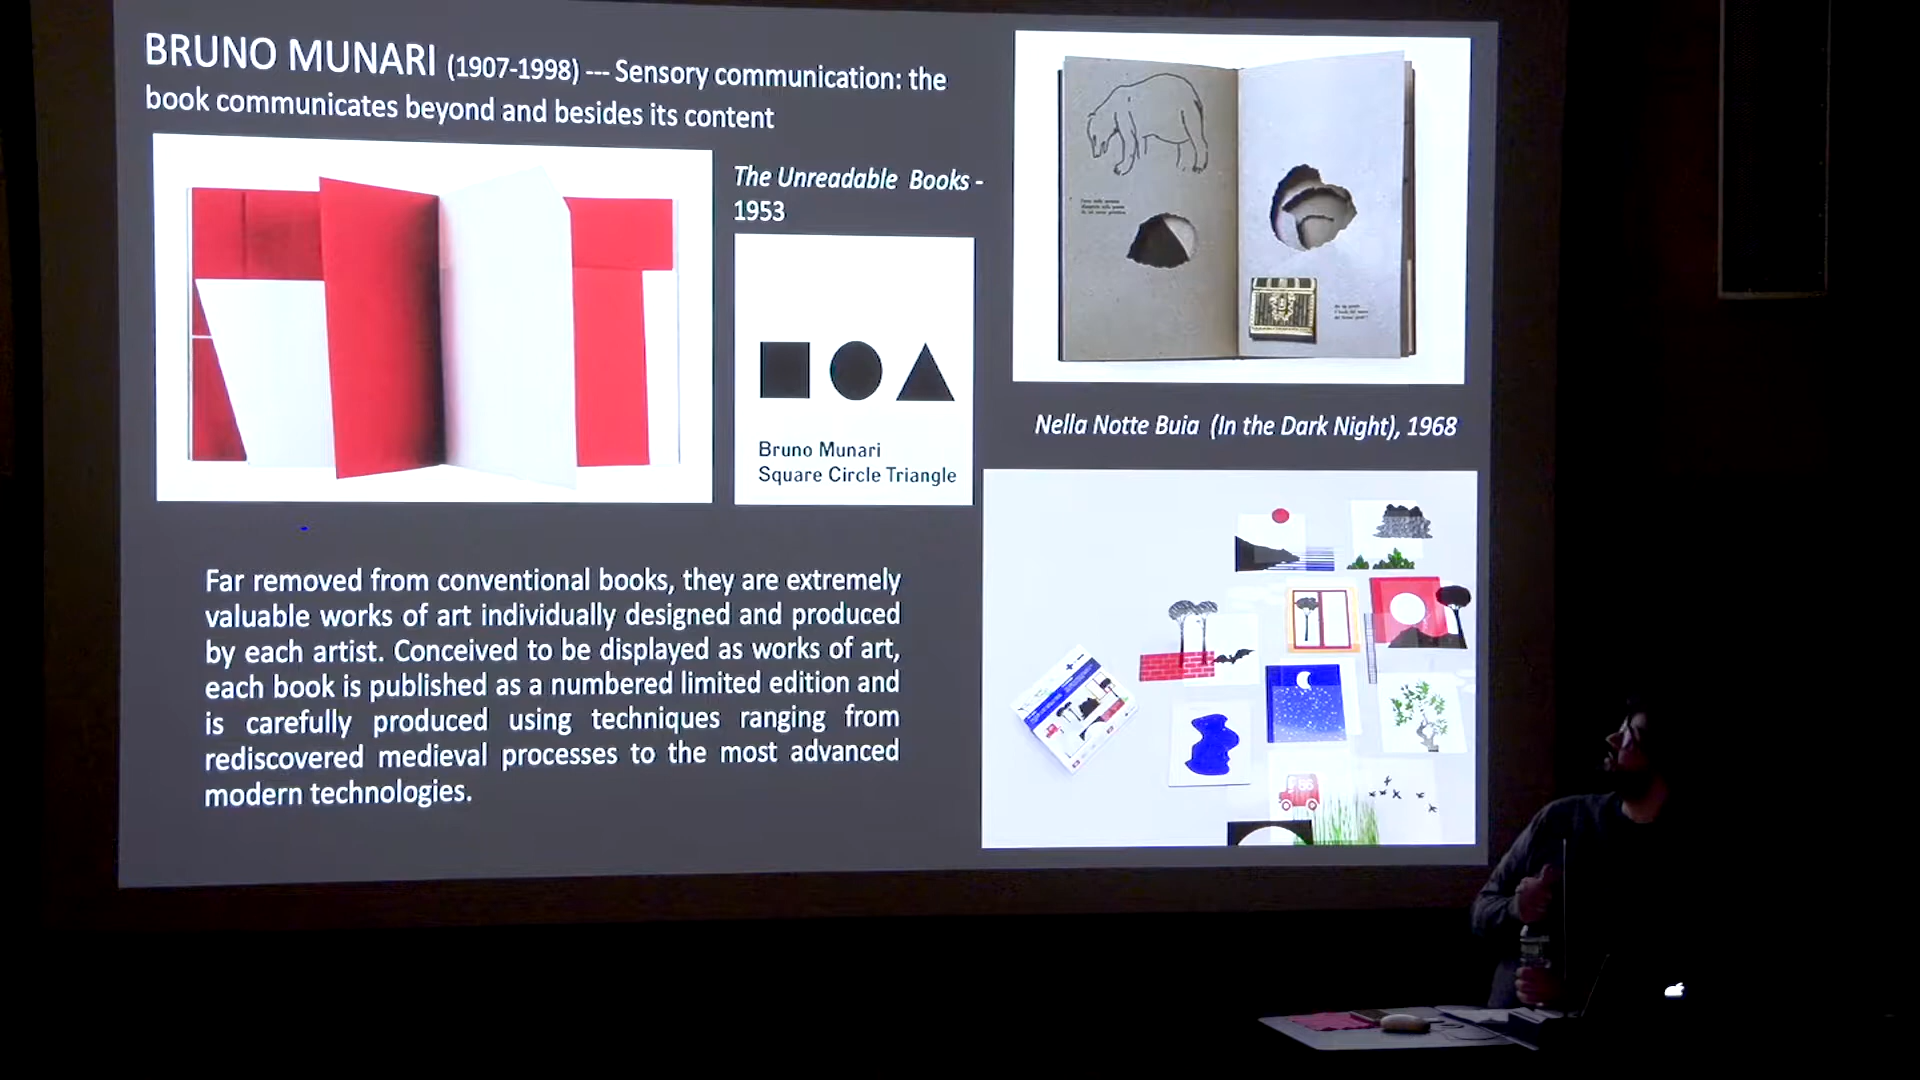 BRUNO MUNARI (1907-1998) --- Sensory communication: the
book communicates beyond and besides its content
The Unreadable Books -
1953
Bruno Munari
Square Circle Triangle
Nella Notte Buia (In the Dark Night), 1968
Far removed from conventional books, they are extremely
valuable works of art individually designed and produced
by each artist. Conceived to be displayed as works of art,
each book is published as a numbered limited edition and
is carefully produced using techniques ranging from
rediscovered medieval processes to the most advanced
modern technologies.